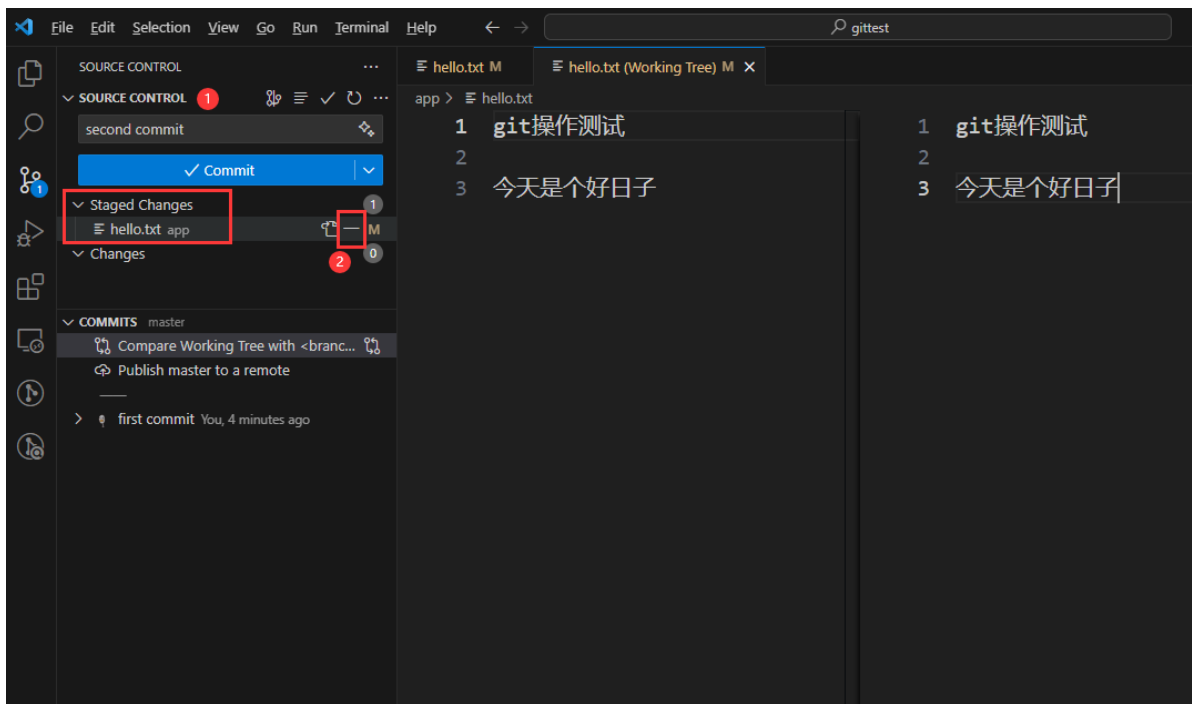 File Edit Selection View Go Run Terminal Help gittest
SOURCE CONTROL
SOURCE CONTROL 1
second commit
Commit
Staged Changes 1
hello.txt app M
2
Changes 0
COMMITS master
Compare Working Tree with <branc...
Publish master to a remote
first commit You, 4 minutes ago
1
hello.txt M
hello.txt (Working Tree) M
app > hello.txt
1 git操作测试
2
3 今天是个好日子
1 git操作测试
2
3 今天是个好日子